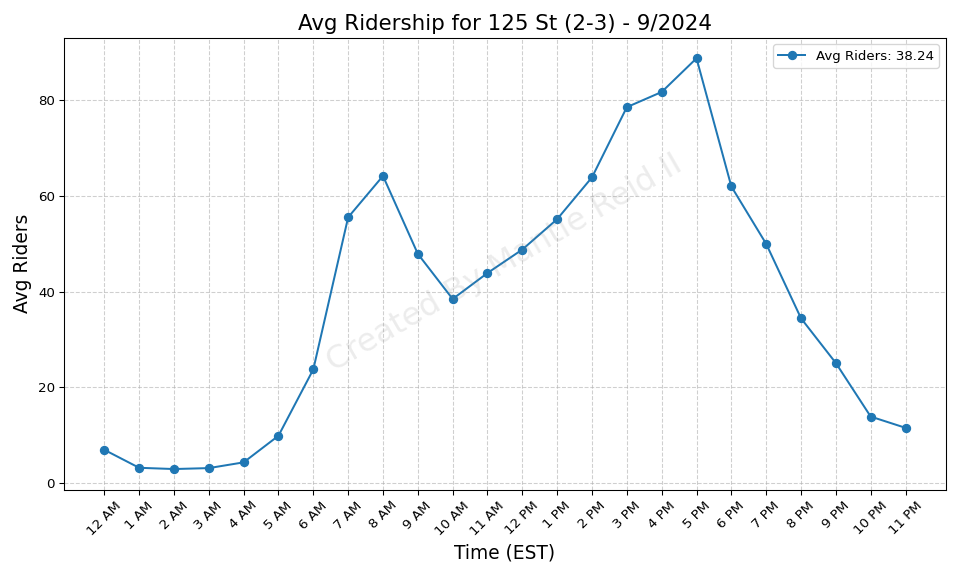 Avg Ridership for 125 St (2-3) - 9/2024
Avg Riders: 38.24
Avg Riders
80
60
40
20
0
Created By Mantie Reid II
12 AM
1 AM
2 AM
3 AM
4 AM
5 AM
6 AM
7 AM
8 AM
9 AM
10 AM
11 AM
12 PM
1 PM
2 PM
3 PM
4 PM
5 PM
6 PM
7 PM
8 PM
9 PM
10 PM
11 PM
Time (EST)